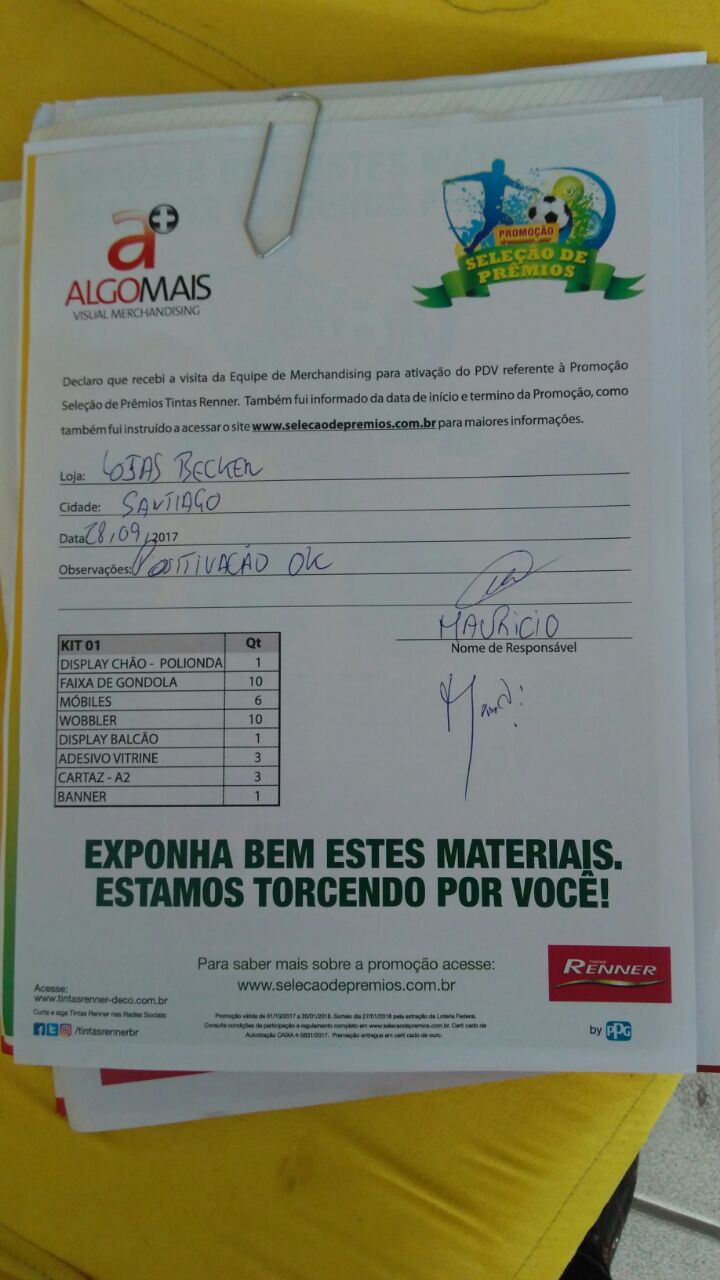 a+
ALGOMAIS
VISUAL MERCHANDISING
PROMOÇÃO
SELEÇÃO DE
PRÊMIOS
Declaro que recebi a visita da Equipe de Merchandising para ativação do PDV referente à Promoção
Seleção de Prêmios Tintas Renner. Também fui informado da data de início e termino da Promoção, como
também fui instruído a acessar o site www.selecaodepremios.com.br para maiores informações.
Loja: LOJAS BECKER
Cidade: SANTIAGO
Data 28,09,2017
Observações: POSITIVAÇÃO OK
MAURICIO
Nome de Responsável
KIT 01 Qt
DISPLAY CHÃO - POLIONDA 1
FAIXA DE GONDOLA 10
MÓBILES 6
WOBBLER 10
DISPLAY BALCÃO 1
ADESIVO VITRINE 3
CARTAZ - A2 3
BANNER 1
EXPONHA BEM ESTES MATERIAIS.
ESTAMOS TORCENDO POR VOCÊ!
Para saber mais sobre a promoção acesse:
www.selecaodepremios.com.br
TINTAS
RENNER
by PPG
Acesse:
www.tintasrenner-deco.com.br
Curta e siga Tintas Renner nas Redes Sociais:
/tintasrennerbr
Promoção válida de 01/10/2017 a 20/01/2018. Sorteio dia 27/01/2018 pela extração da Loteria Federal.
Consulte condições de participação e regulamento completo em www.selecaodepremios.com.br. Certi cado de
Autorização CAIXA 4-5631/2017. Premiação entregue em certi cado de ouro.